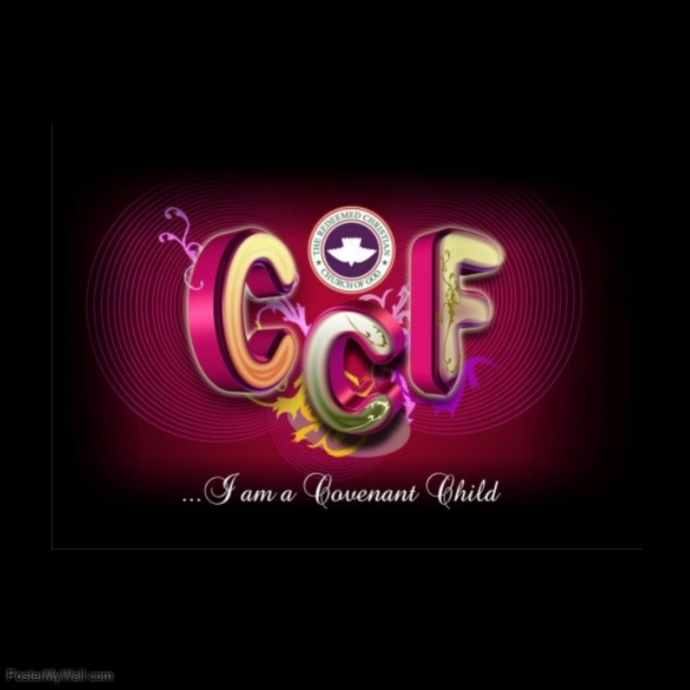 THE REDEEMED CHRISTIAN
CHURCH OF GOD
CCF
...I am a Covenant Child
PosterMyWall.com